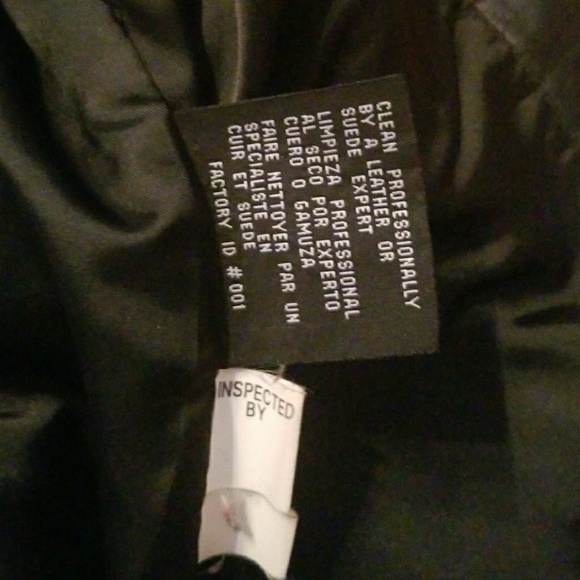 CLEAN PROFESSIONALLY
BY A LEATHER OR
SUEDE EXPERT
LIMPIEZA PROFESSIONAL
AL SECO POR EXPERTO
CUERO O GAMUZA
FAIRE NETTOYER PAR UN
SPECIALISTE EN
CUIR ET SUEDE
FACTORY ID # 001
INSPECTED
BY